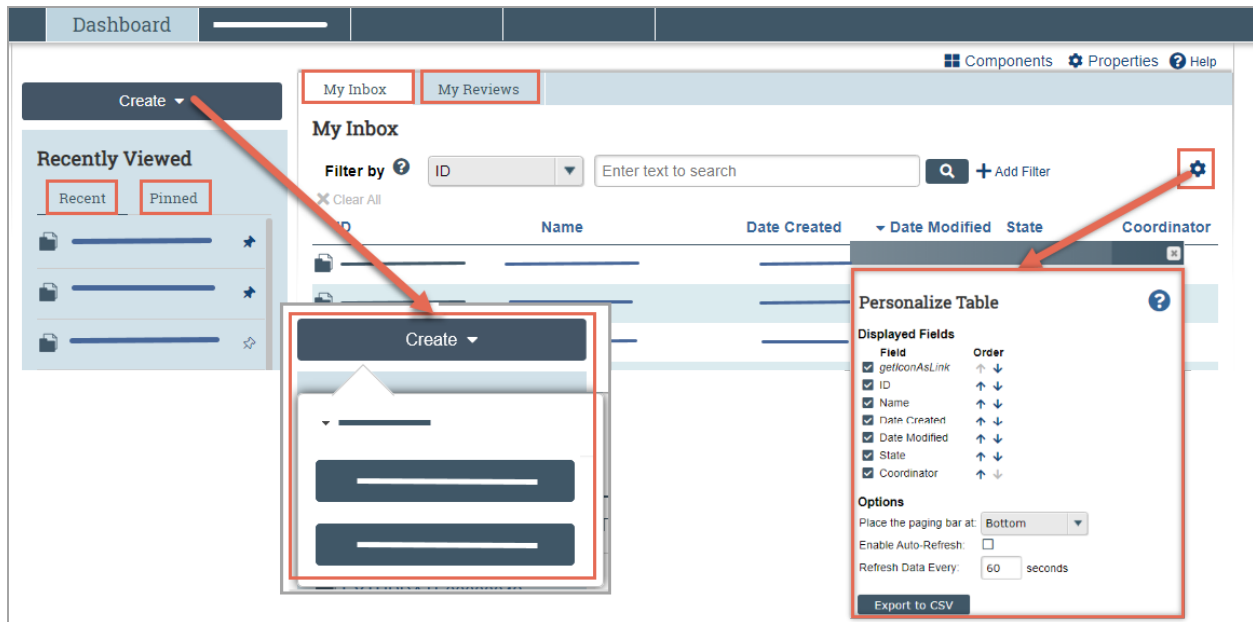 Dashboard
Components Properties Help
Create
My Inbox My Reviews
My Inbox
Recently Viewed
Filter by ID Enter text to search Add Filter
Recent Pinned
Clear All
ID Name Date Created Date Modified State Coordinator
Create
Personalize Table
Displayed Fields
Field Order
getIconAsLink
ID
Name
Date Created
Date Modified
State
Coordinator
Options
Place the paging bar at: Bottom
Enable Auto-Refresh:
Refresh Data Every: 60 seconds
Export to CSV